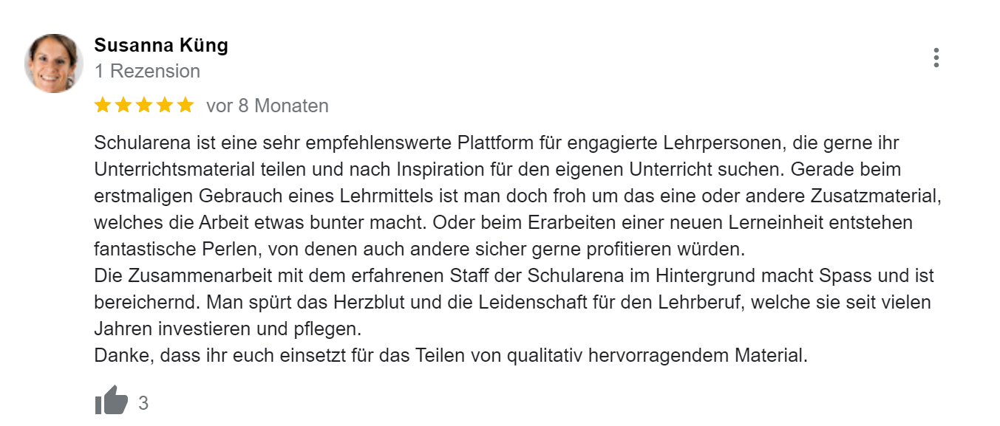 Susanna Küng
1 Rezension
vor 8 Monaten
Schularena ist eine sehr empfehlenswerte Plattform für engagierte Lehrpersonen, die gerne ihr
Unterrichtsmaterial teilen und nach Inspiration für den eigenen Unterricht suchen. Gerade beim
erstmaligen Gebrauch eines Lehrmittels ist man doch froh um das eine oder andere Zusatzmaterial,
welches die Arbeit etwas bunter macht. Oder beim Erarbeiten einer neuen Lerneinheit entstehen
fantastische Perlen, von denen auch andere sicher gerne profitieren würden.
Die Zusammenarbeit mit dem erfahrenen Staff der Schularena im Hintergrund macht Spass und ist
bereichernd. Man spürt das Herzblut und die Leidenschaft für den Lehrberuf, welche sie seit vielen
Jahren investieren und pflegen.
Danke, dass ihr euch einsetzt für das Teilen von qualitativ hervorragendem Material.
3